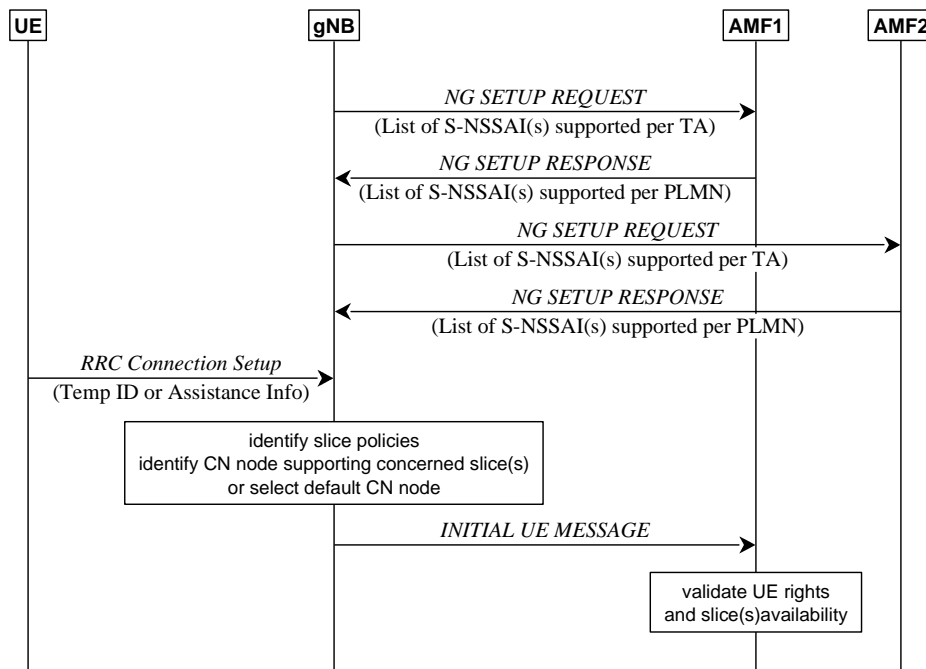 UE
gNB
AMF1
AMF2
NG SETUP REQUEST
(List of S-NSSAI(s) supported per TA)
NG SETUP RESPONSE
(List of S-NSSAI(s) supported per PLMN)
NG SETUP REQUEST
(List of S-NSSAI(s) supported per TA)
NG SETUP RESPONSE
(List of S-NSSAI(s) supported per PLMN)
RRC Connection Setup
(Temp ID or Assistance Info)
identify slice policies
identify CN node supporting concerned slice(s)
or select default CN node
INITIAL UE MESSAGE
validate UE rights
and slice(s)availability